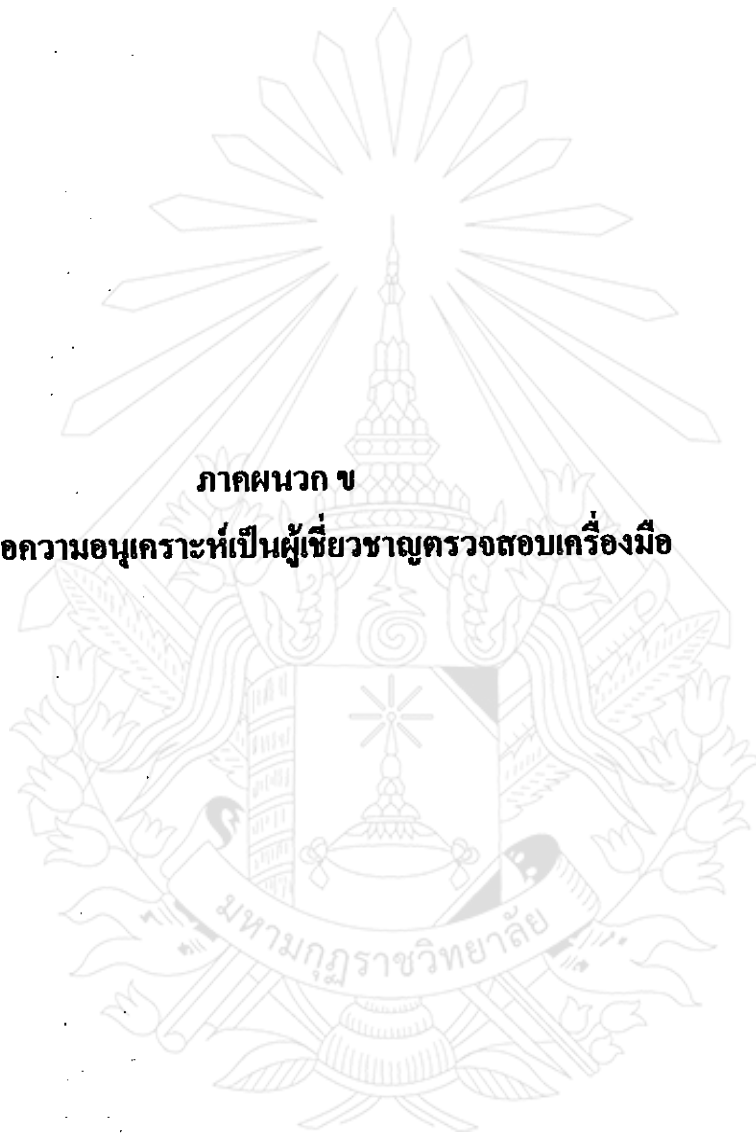 ภาคผนวก ข
อความอนุเคราะห์เป็นผู้เชี่ยวชาญตรวจสอบเครื่องมือ
มหามกุฏราชวิทยาลัย